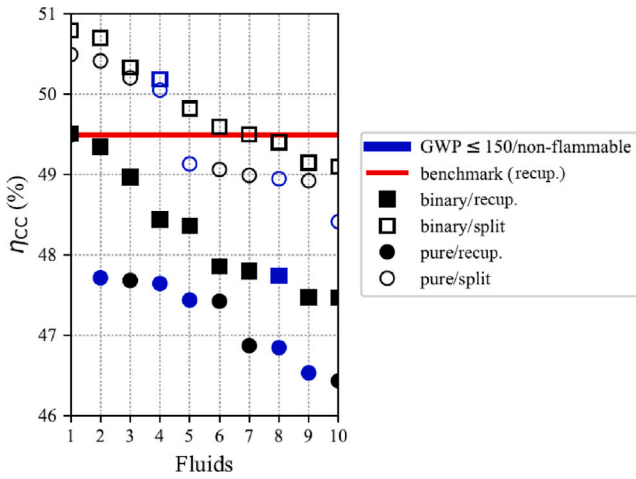 51
50
49
48
47
46
ηCC (%)
1 2 3 4 5 6 7 8 9 10
Fluids
GWP ≤ 150/non-flammable
benchmark (recup.)
binary/recup.
binary/split
pure/recup.
pure/split